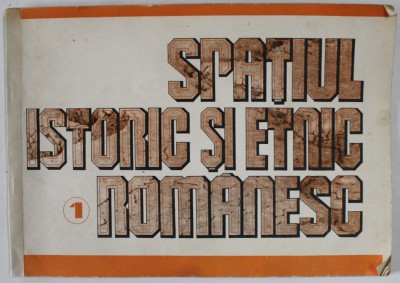 SPAȚIUL
ISTORIC ȘI ETNIC
1 ROMÂNESC